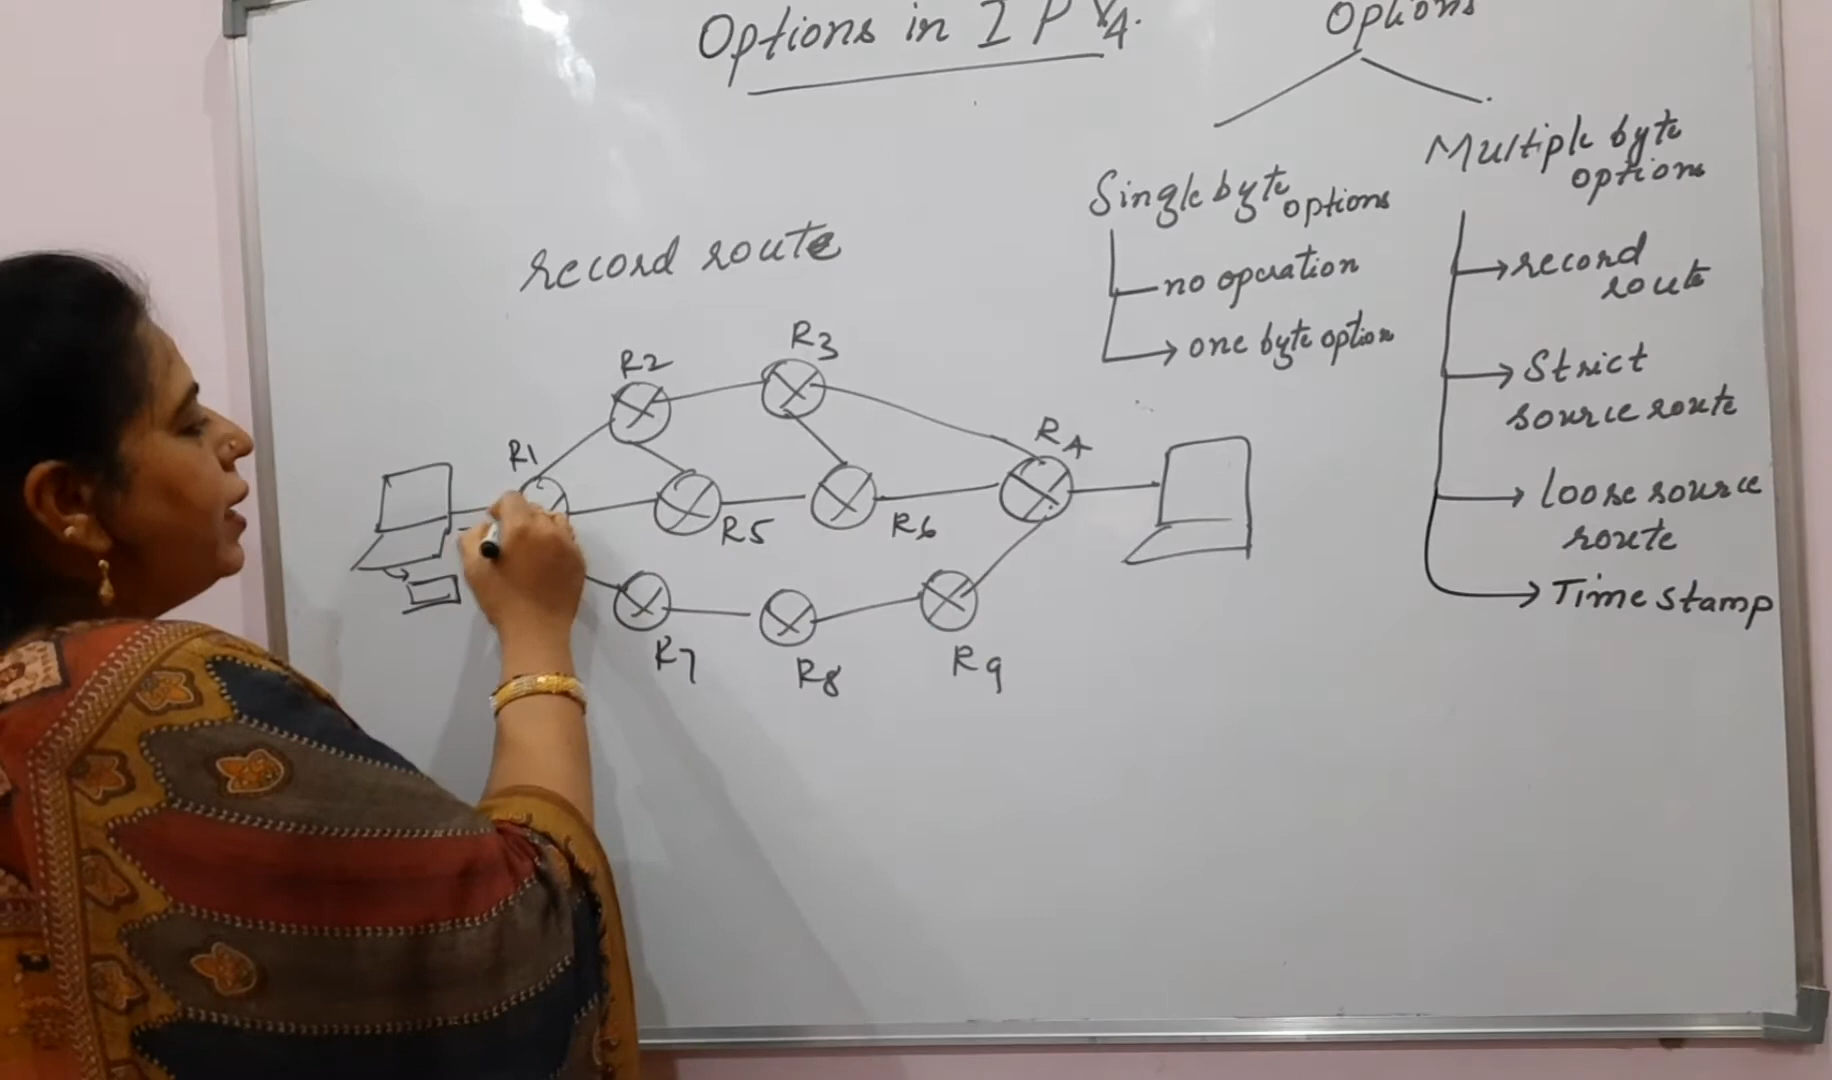 Options in IPV4.
Options
Single byte options
no operation
one byte option
Multiple byte
options
record
route
Strict
source route
loose source
route
Time stamp
record route
R1
R2
R3
R4
R5
R6
R7
R8
R9